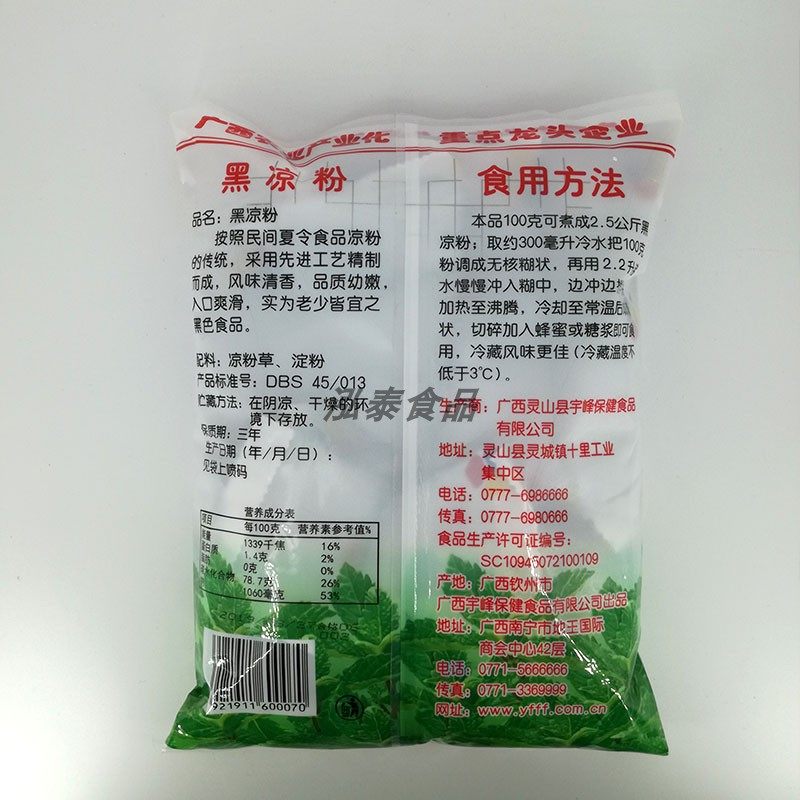 广西农业产业化 重点龙头企业
黑凉粉
品名：黑凉粉
按照民间夏令食品凉粉
的传统，采用先进工艺精制
而成，风味清香，品质幼嫩，
入口爽滑，实为老少皆宜之
黑色食品。
配料：凉粉草、淀粉
产品标准号：DBS 45/013
贮藏方法：在阴凉、干燥的环
境下存放。
保质期：三年
生产日期（年/月/日）：
见袋上喷码
营养成分表
项目 每100克 营养素参考值%
能量 1339千焦 16%
蛋白质 1.4克 2%
脂肪 0克 0%
碳水化合物 78.7克 26%
1060毫克 53%
921911600070
食用方法
本品100克可煮成2.5公斤黑
凉粉；取约300毫升冷水把100克
粉调成无核糊状，再用2.2升
水慢慢冲入糊中，边冲边
加热至沸腾，冷却至常温后
状，切碎加入蜂蜜或糖浆即可食
用，冷藏风味更佳（冷藏温度不
低于3℃）。
生产商：广西灵山县宇峰保健食品
有限公司
地址：灵山县灵城镇十里工业
集中区
电话：0777-6986666
传真：0777-6980666
食品生产许可证编号：
SC10945072100109
产地：广西钦州市
广西宇峰保健食品有限公司出品
地址：广西南宁市地王国际
商会中心42层
电话：0771-5666666
传真：0771-3369999
网址：www.yfff.com.cn
泓泰食品